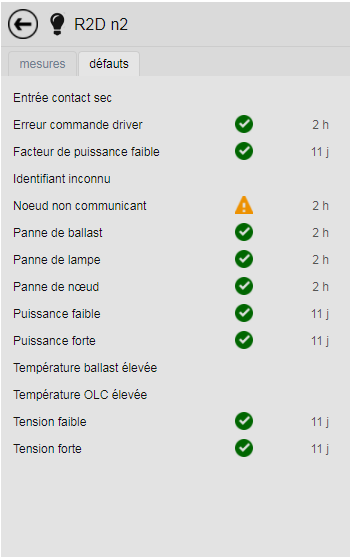 R2D n2
mesures défauts
Entrée contact sec
Erreur commande driver 2 h
Facteur de puissance faible 11 j
Identifiant inconnu
Noeud non communicant 2 h
Panne de ballast 2 h
Panne de lampe 2 h
Panne de nœud 2 h
Puissance faible 11 j
Puissance forte 11 j
Température ballast élevée
Température OLC élevée
Tension faible 11 j
Tension forte 11 j